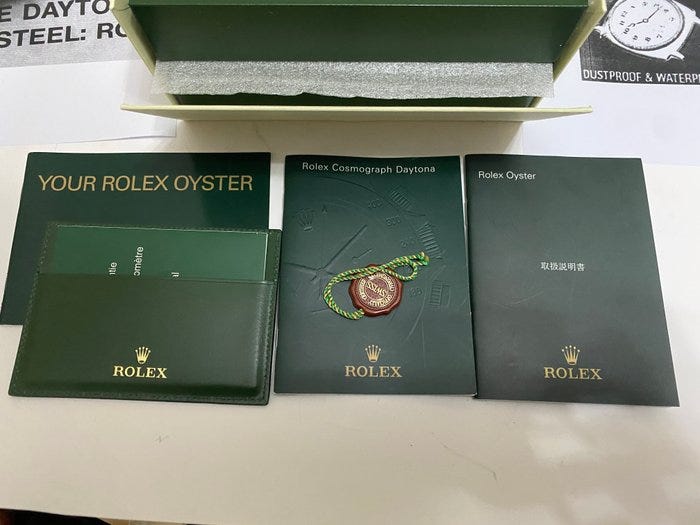 E DAYTO
STEEL: RO
DUSTPROOF & WATERP
YOUR ROLEX OYSTER
ROLEX
Rolex Cosmograph Daytona
SWISS
ROLEX
Rolex Oyster
取扱説明書
ROLEX